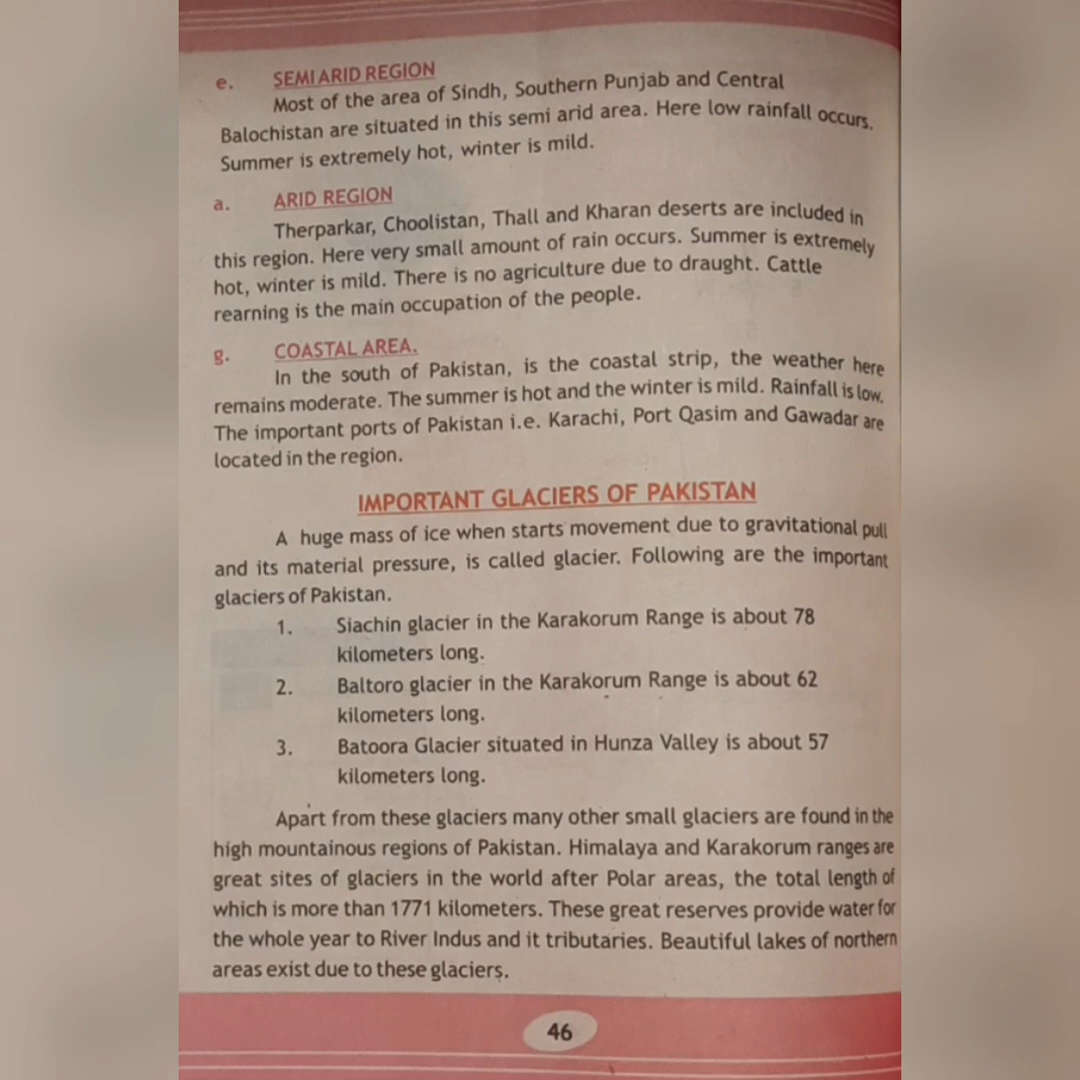 e. SEMI ARID REGION
Most of the area of Sindh, Southern Punjab and Central
Balochistan are situated in this semi arid area. Here low rainfall occurs.
Summer is extremely hot, winter is mild.
a. ARID REGION
Therparkar, Choolistan, Thall and Kharan deserts are included in
this region. Here very small amount of rain occurs. Summer is extremely
hot, winter is mild. There is no agriculture due to draught. Cattle
rearning is the main occupation of the people.
g. COASTAL AREA.
In the south of Pakistan, is the coastal strip, the weather here
remains moderate. The summer is hot and the winter is mild. Rainfall is low.
The important ports of Pakistan i.e. Karachi, Port Qasim and Gawadar are
located in the region.
IMPORTANT GLACIERS OF PAKISTAN
A huge mass of ice when starts movement due to gravitational pull
and its material pressure, is called glacier. Following are the important
glaciers of Pakistan.
1. Siachin glacier in the Karakorum Range is about 78
kilometers long.
2. Baltoro glacier in the Karakorum Range is about 62
kilometers long.
3. Batoora Glacier situated in Hunza Valley is about 57
kilometers long.
Apart from these glaciers many other small glaciers are found in the
high mountainous regions of Pakistan. Himalaya and Karakorum ranges are
great sites of glaciers in the world after Polar areas, the total length of
which is more than 1771 kilometers. These great reserves provide water for
the whole year to River Indus and it tributaries. Beautiful lakes of northern
areas exist due to these glaciers.
46